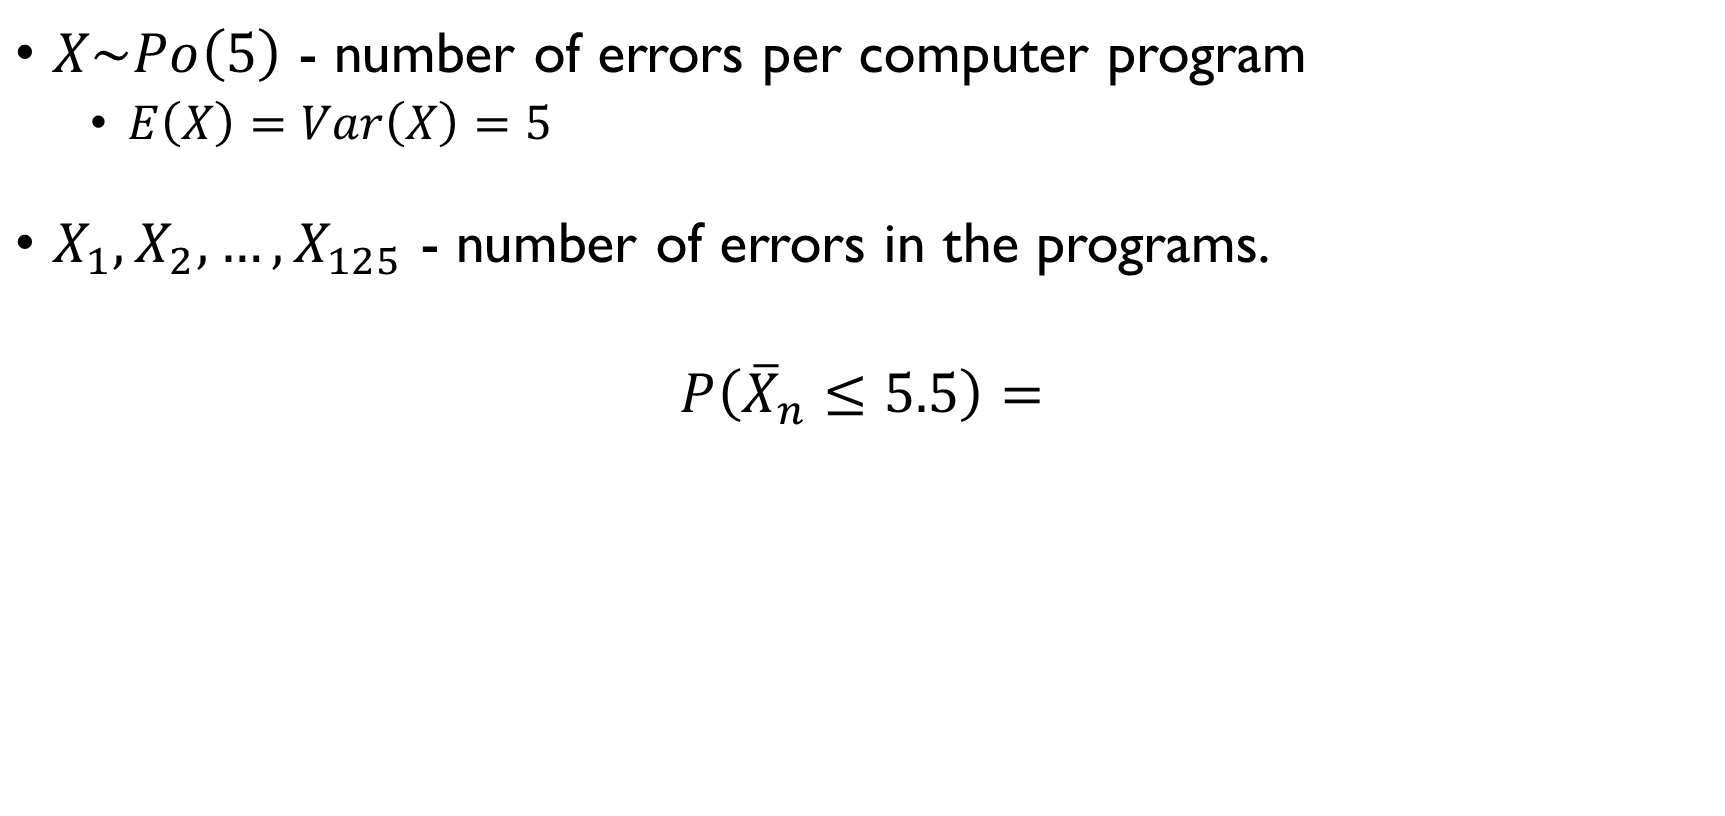 • X~Po(5) - number of errors per computer program
• E(X) = Var(X) = 5
• X₁, X₂, … , X₁₂₅ - number of errors in the programs.
P(X̅ₙ ≤ 5.5) =